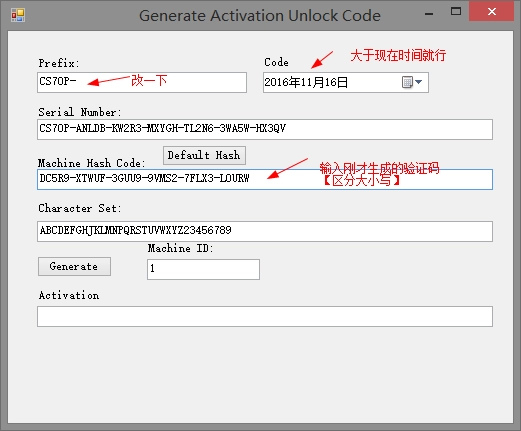 Generate Activation Unlock Code
大于现在时间就行
Prefix:
Code
CS7OP-
改一下
2016年11月16日
Serial Number:
CS7OP-ANLDB-KW2R3-MXYGH-TL2N6-3WA5W-HX3QV
Default Hash
输入刚才生成的验证码
Machine Hash Code:
【区分大小写】
DC5R9-XTWUF-3GUU9-9VMS2-7FLX3-LOURW
Character Set:
ABCDEFGHJKLMNPQRSTUVWXYZ23456789
Machine ID:
Generate
1
Activation